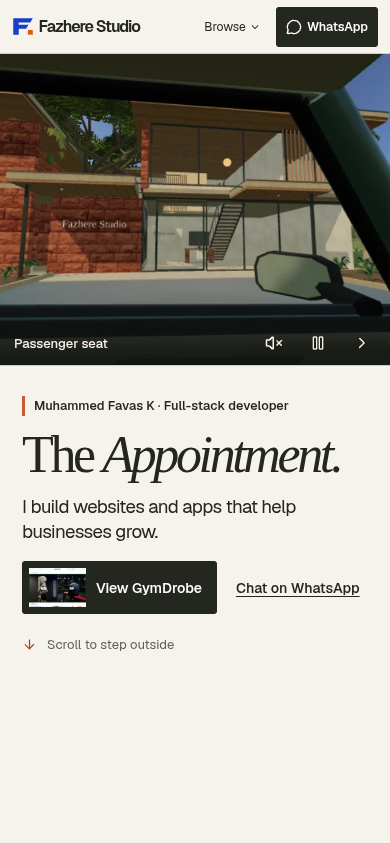 Fazhere Studio
Browse
WhatsApp
Fazhere Studio
Passenger seat
Muhammed Favas K · Full-stack developer
The Appointment.
I build websites and apps that help
businesses grow.
View GymDrobe
Chat on WhatsApp
Scroll to step outside